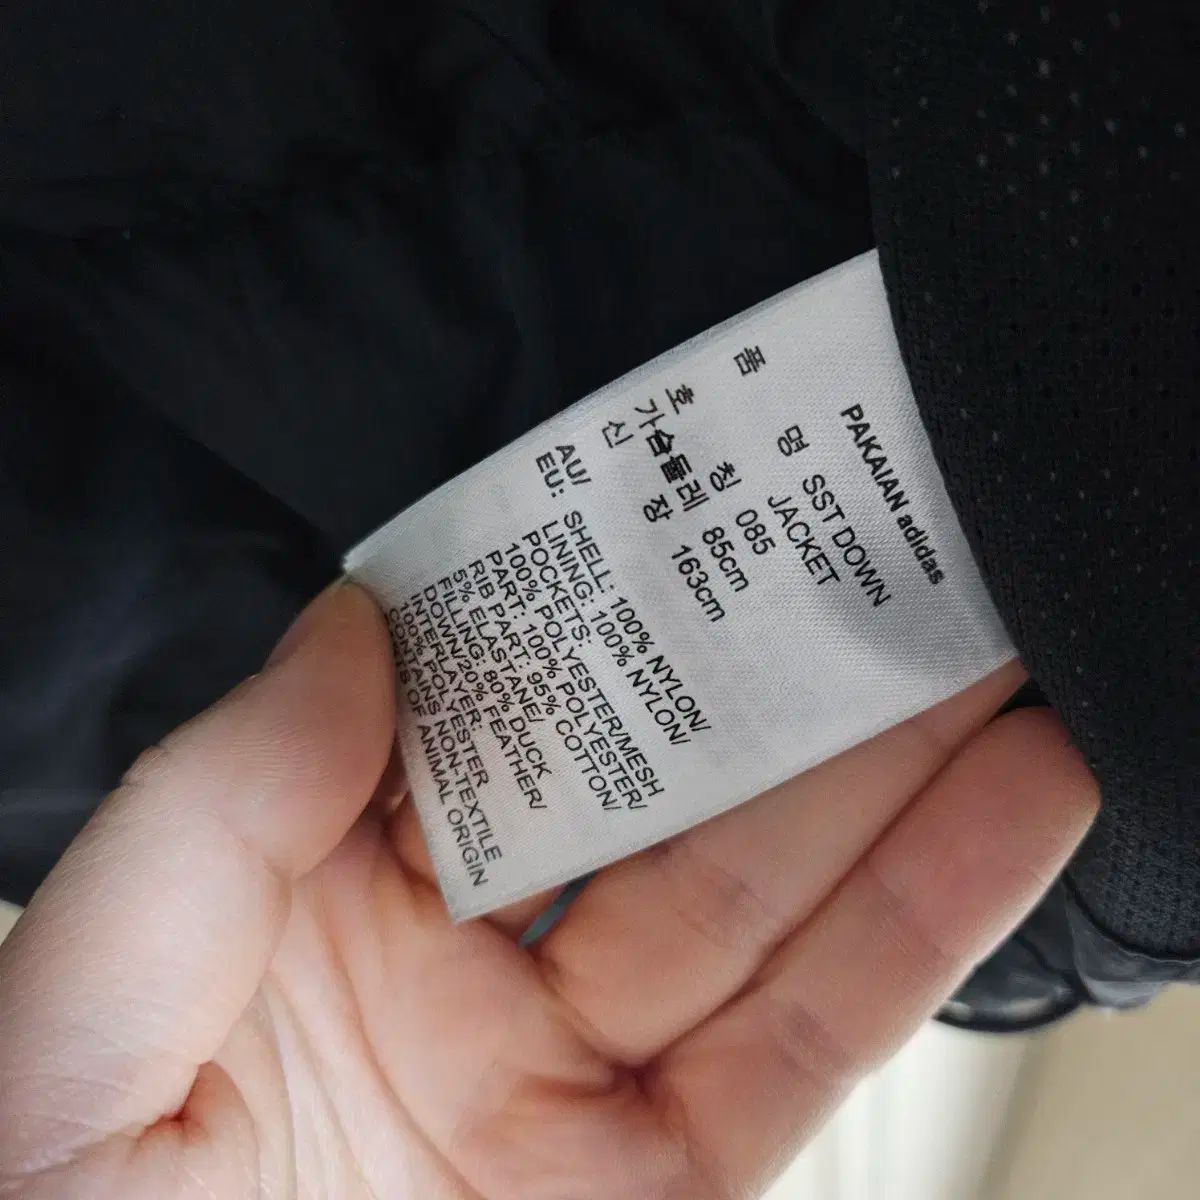 PAKAIAN adidas
품 명 SST DOWN
JACKET
호 칭 085
가슴둘레 85cm
신 장 163cm
AU/ SHELL: 100% NYLON/
EU: LINING: 100% NYLON/
POCKETS:
100% POLYESTER/MESH
PART: 100% POLYESTER/
RIB PART: 95% COTTON/
5% ELASTANE/
FILLING: 80% DUCK
DOWN/20% FEATHER/
INTERLAYER:
100% POLYESTER
CONTAINS NON-TEXTILE
PARTS OF ANIMAL ORIGIN